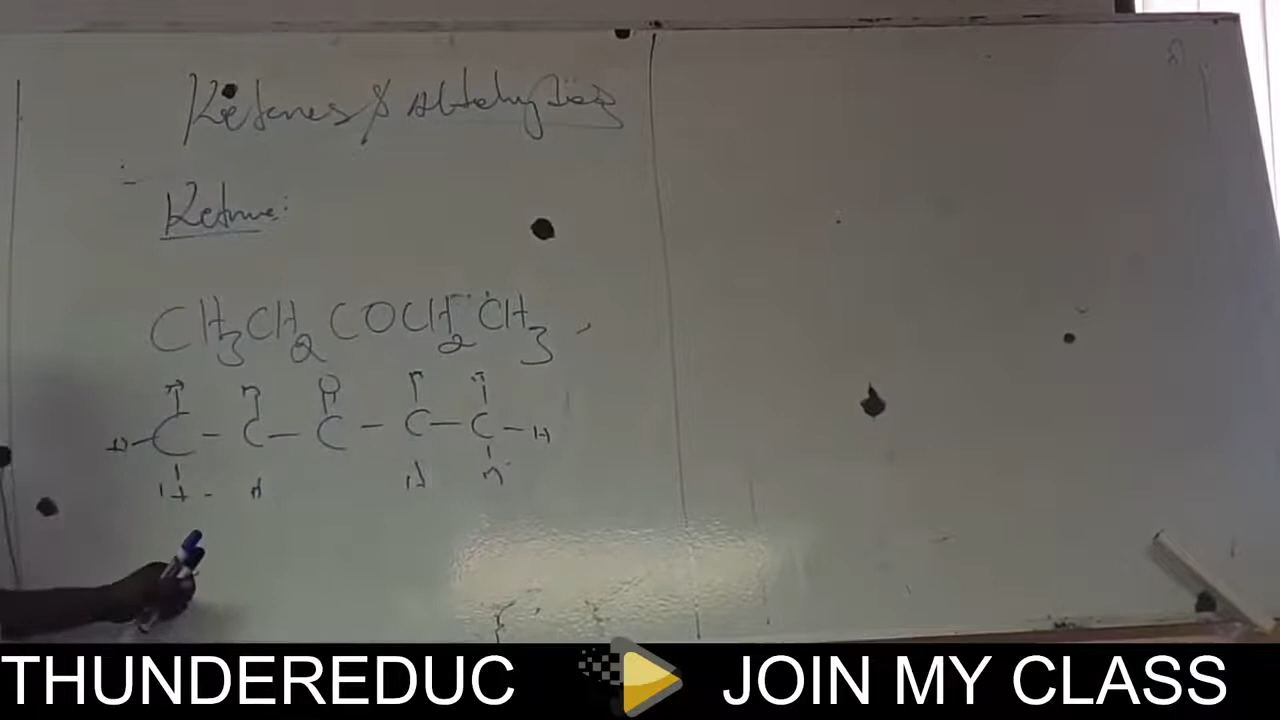 Ketones & Aldehydes
Ketone:
CH3CH2COCH2CH3
H H O H H
H-C-C-C-C-C-H
H H H H
THUNDEREDUC JOIN MY CLASS